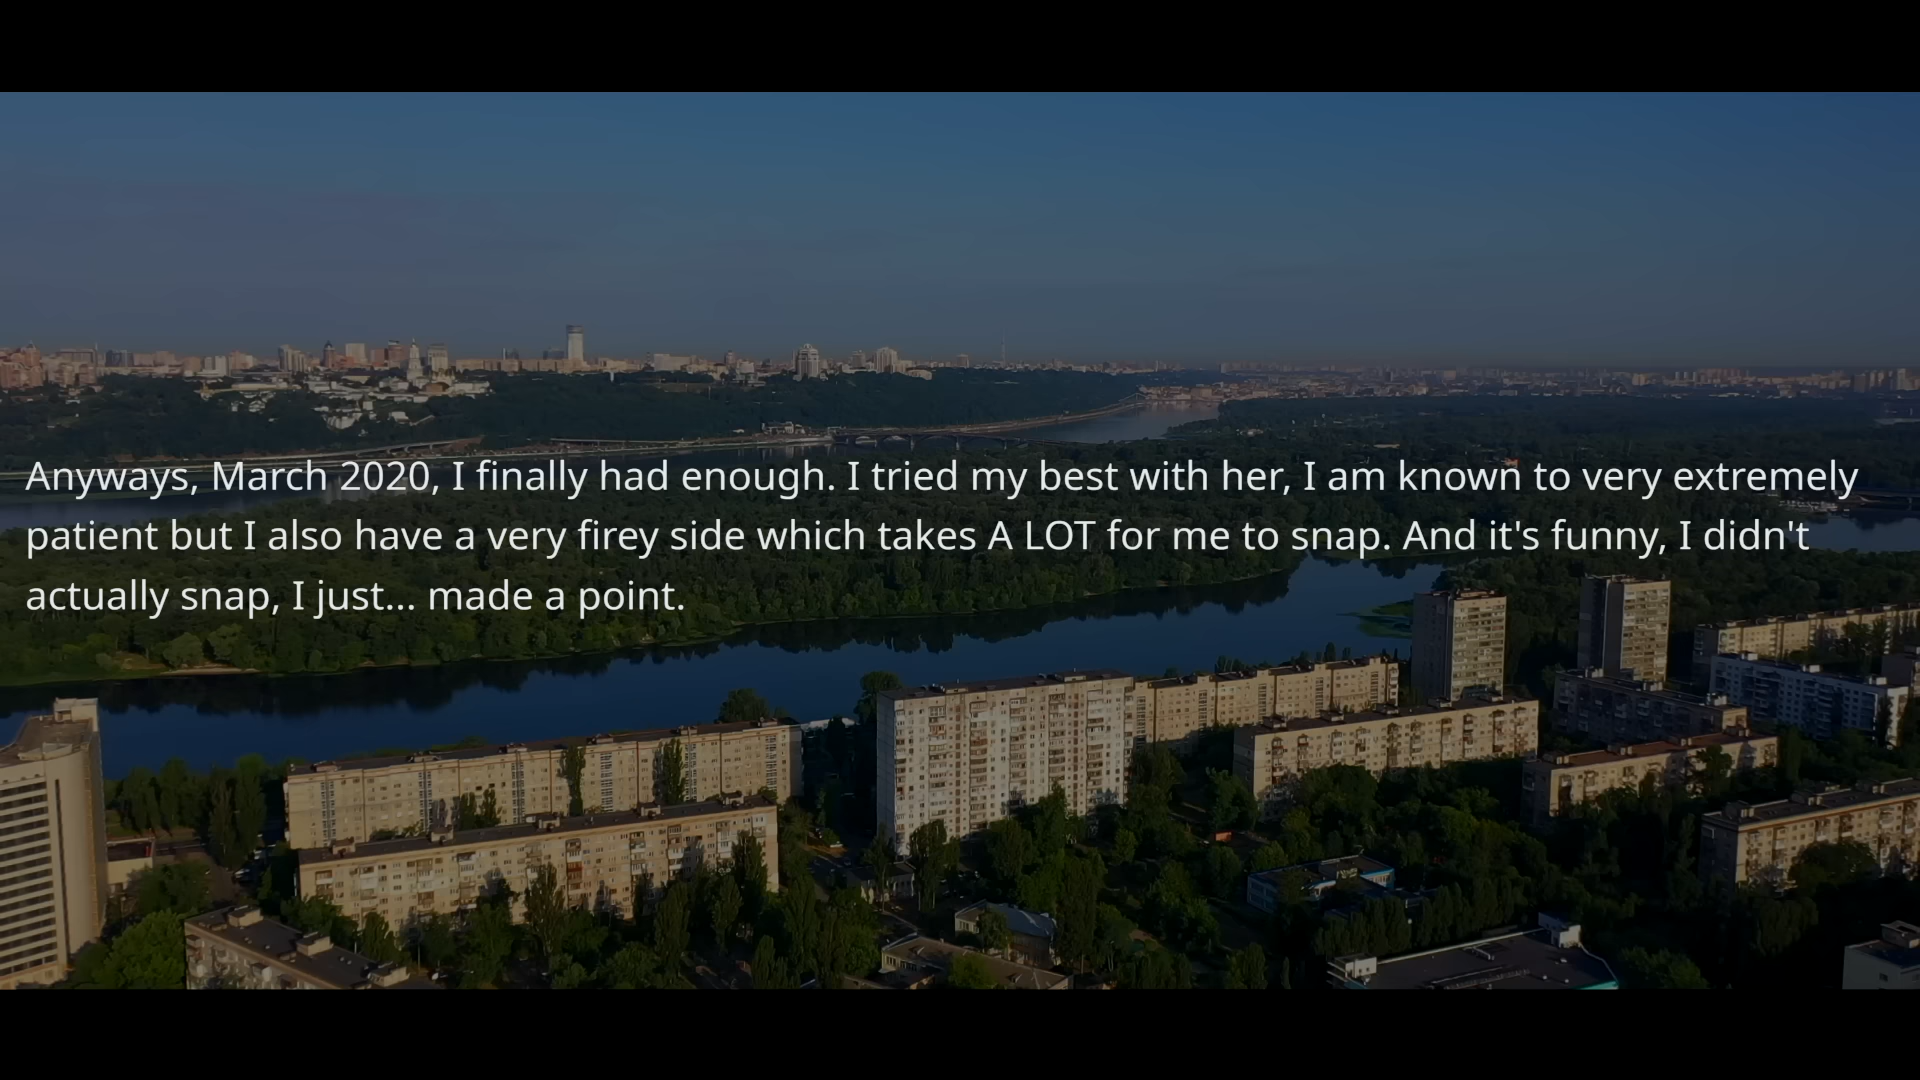 Anyways, March 2020, I finally had enough. I tried my best with her, I am known to very extremely
patient but I also have a very firey side which takes A LOT for me to snap. And it's funny, I didn't
actually snap, I just... made a point.